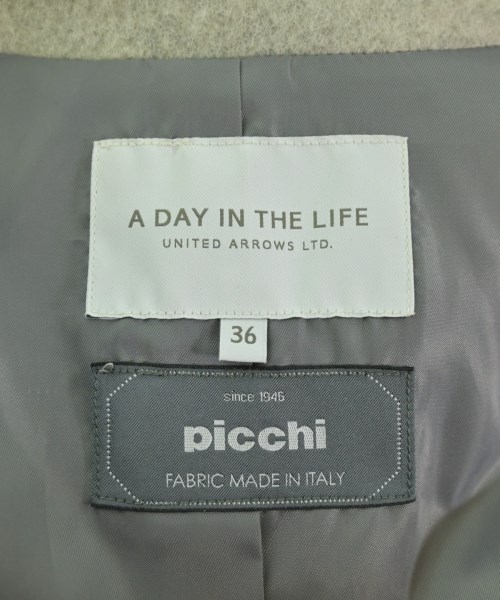 A DAY IN THE LIFE
UNITED ARROWS LTD.
36
since 1946
picchi
FABRIC MADE IN ITALY